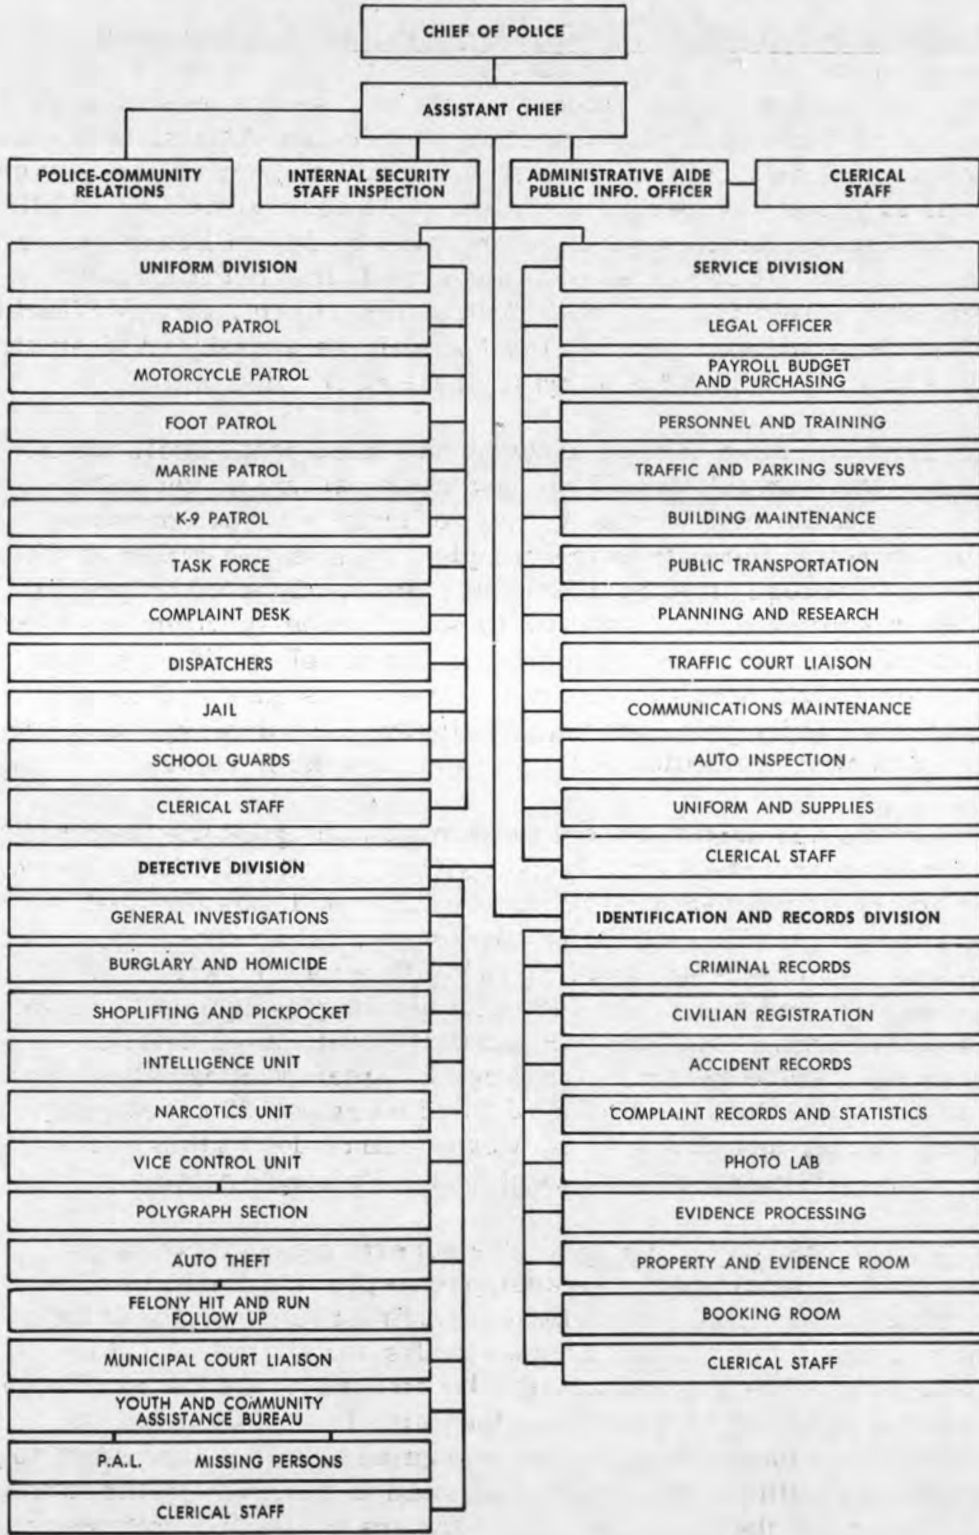 CHIEF OF POLICE
ASSISTANT CHIEF
POLICE-COMMUNITY
RELATIONS
INTERNAL SECURITY
STAFF INSPECTION
ADMINISTRATIVE AIDE
PUBLIC INFO. OFFICER
CLERICAL
STAFF
UNIFORM DIVISION
RADIO PATROL
MOTORCYCLE PATROL
FOOT PATROL
MARINE PATROL
K-9 PATROL
TASK FORCE
COMPLAINT DESK
DISPATCHERS
JAIL
SCHOOL GUARDS
CLERICAL STAFF
DETECTIVE DIVISION
GENERAL INVESTIGATIONS
BURGLARY AND HOMICIDE
SHOPLIFTING AND PICKPOCKET
INTELLIGENCE UNIT
NARCOTICS UNIT
VICE CONTROL UNIT
POLYGRAPH SECTION
AUTO THEFT
FELONY HIT AND RUN
FOLLOW UP
MUNICIPAL COURT LIAISON
YOUTH AND COMMUNITY
ASSISTANCE BUREAU
P.A.L. MISSING PERSONS
CLERICAL STAFF
SERVICE DIVISION
LEGAL OFFICER
PAYROLL BUDGET
AND PURCHASING
PERSONNEL AND TRAINING
TRAFFIC AND PARKING SURVEYS
BUILDING MAINTENANCE
PUBLIC TRANSPORTATION
PLANNING AND RESEARCH
TRAFFIC COURT LIAISON
COMMUNICATIONS MAINTENANCE
AUTO INSPECTION
UNIFORM AND SUPPLIES
CLERICAL STAFF
IDENTIFICATION AND RECORDS DIVISION
CRIMINAL RECORDS
CIVILIAN REGISTRATION
ACCIDENT RECORDS
COMPLAINT RECORDS AND STATISTICS
PHOTO LAB
EVIDENCE PROCESSING
PROPERTY AND EVIDENCE ROOM
BOOKING ROOM
CLERICAL STAFF